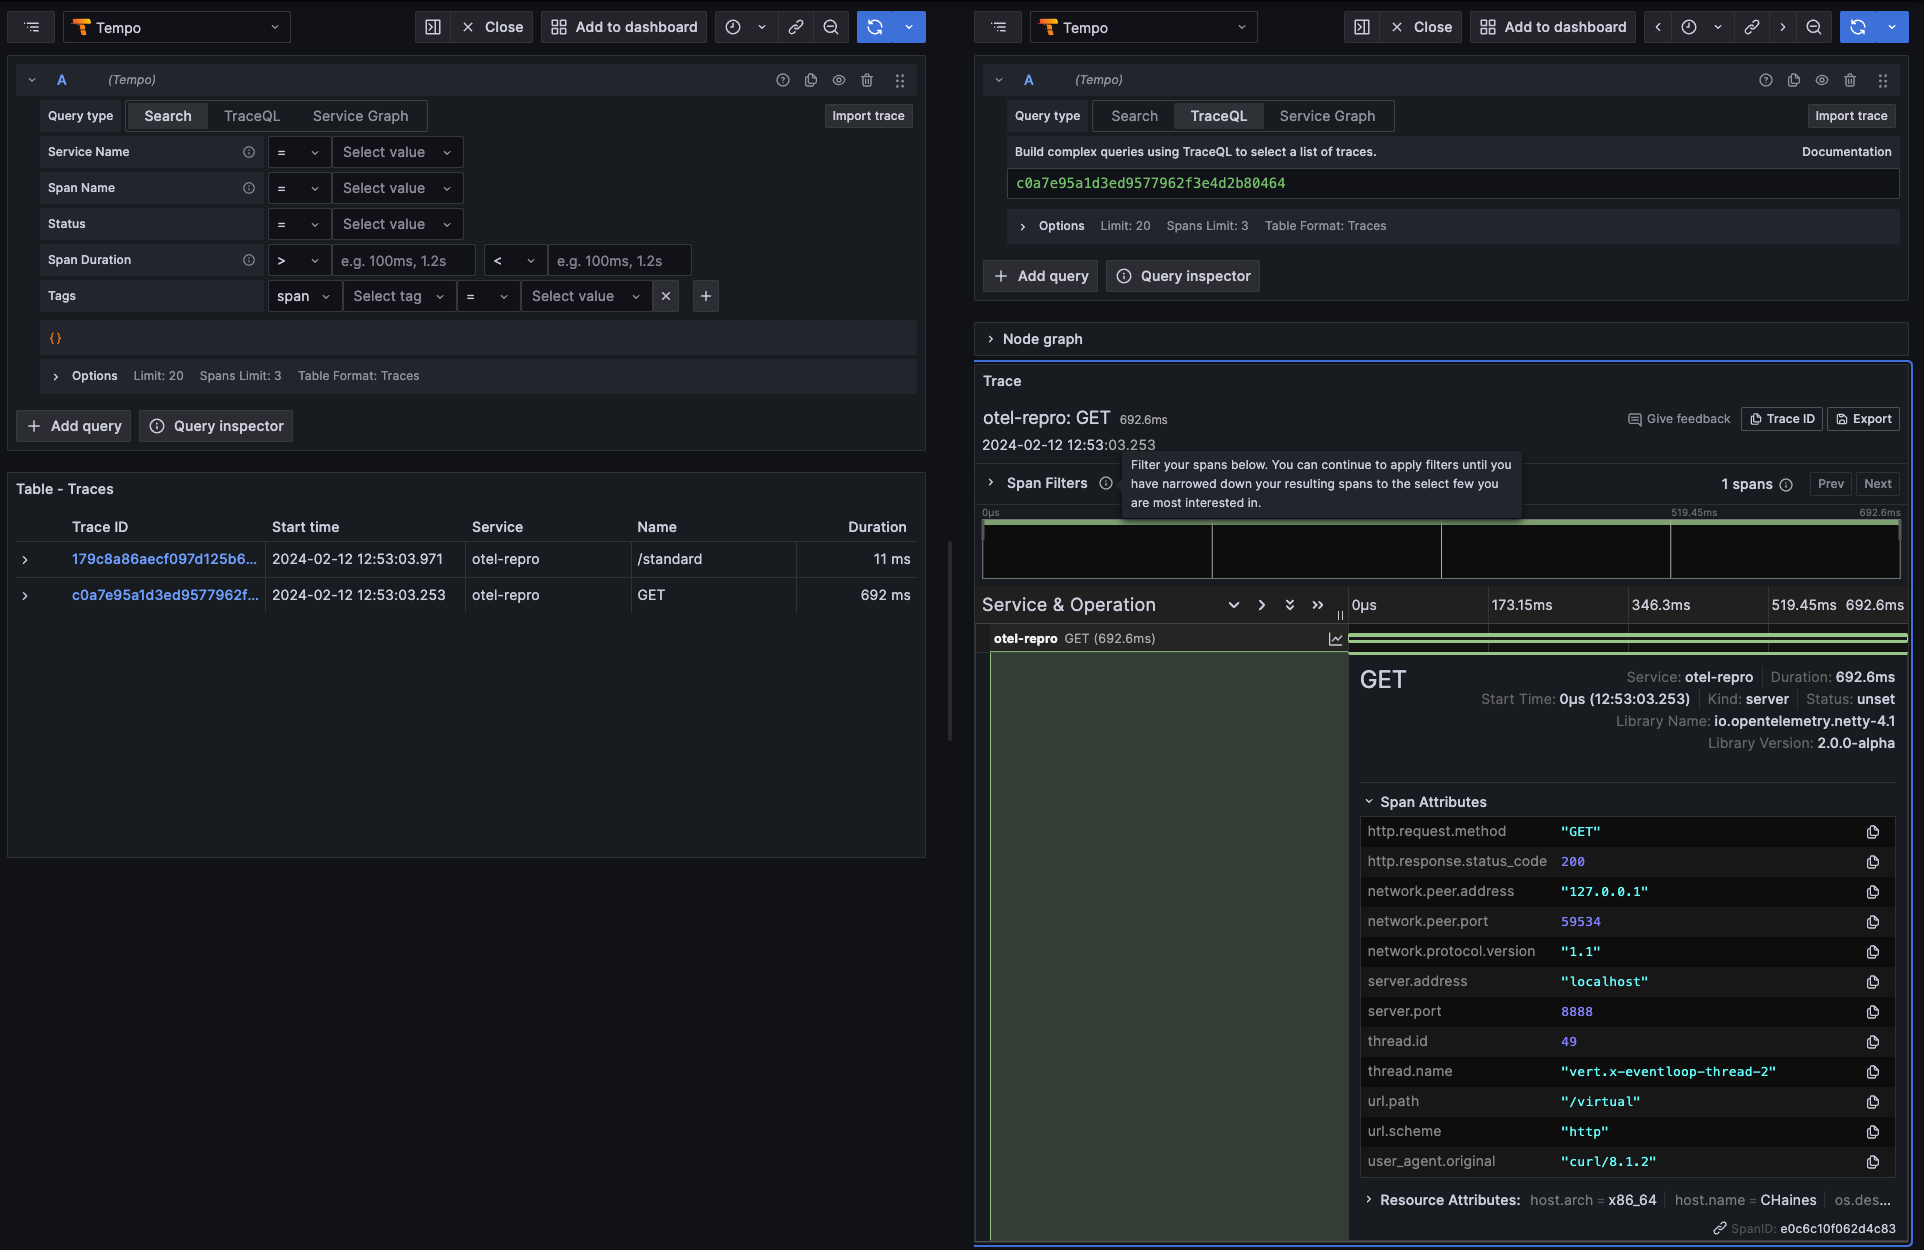 Tempo
Close
Add to dashboard
A (Tempo)
Query type Search TraceQL Service Graph Import trace
Service Name = Select value
Span Name = Select value
Status = Select value
Span Duration > e.g. 100ms, 1.2s < e.g. 100ms, 1.2s
Tags span Select tag = Select value
{}
Options Limit: 20 Spans Limit: 3 Table Format: Traces
+ Add query Query inspector
Table - Traces
Trace ID Start time Service Name Duration
179c8a86aecf097d125b6... 2024-02-12 12:53:03.971 otel-repro /standard 11 ms
c0a7e95a1d3ed9577962f... 2024-02-12 12:53:03.253 otel-repro GET 692 ms
Tempo
Close
Add to dashboard
A (Tempo)
Query type Search TraceQL Service Graph Import trace
Build complex queries using TraceQL to select a list of traces. Documentation
c0a7e95a1d3ed9577962f3e4d2b80464
Options Limit: 20 Spans Limit: 3 Table Format: Traces
+ Add query Query inspector
Node graph
Trace
otel-repro: GET 692.6ms Give feedback Trace ID Export
2024-02-12 12:53:03.253
Filter your spans below. You can continue to apply filters until you
have narrowed down your resulting spans to the select few you
are most interested in.
Span Filters 1 spans Prev Next
0μs 519.45ms 692.6ms
Service & Operation 0μs 173.15ms 346.3ms 519.45ms 692.6ms
otel-repro GET (692.6ms)
GET Service: otel-repro Duration: 692.6ms
Start Time: 0μs (12:53:03.253) Kind: server Status: unset
Library Name: io.opentelemetry.netty-4.1
Library Version: 2.0.0-alpha
Span Attributes
http.request.method "GET"
http.response.status_code 200
network.peer.address "127.0.0.1"
network.peer.port 59534
network.protocol.version "1.1"
server.address "localhost"
server.port 8888
thread.id 49
thread.name "vert.x-eventloop-thread-2"
url.path "/virtual"
url.scheme "http"
user_agent.original "curl/8.1.2"
Resource Attributes: host.arch = x86_64 host.name = CHaines os.des...
SpanID: e0c6c10f062d4c83